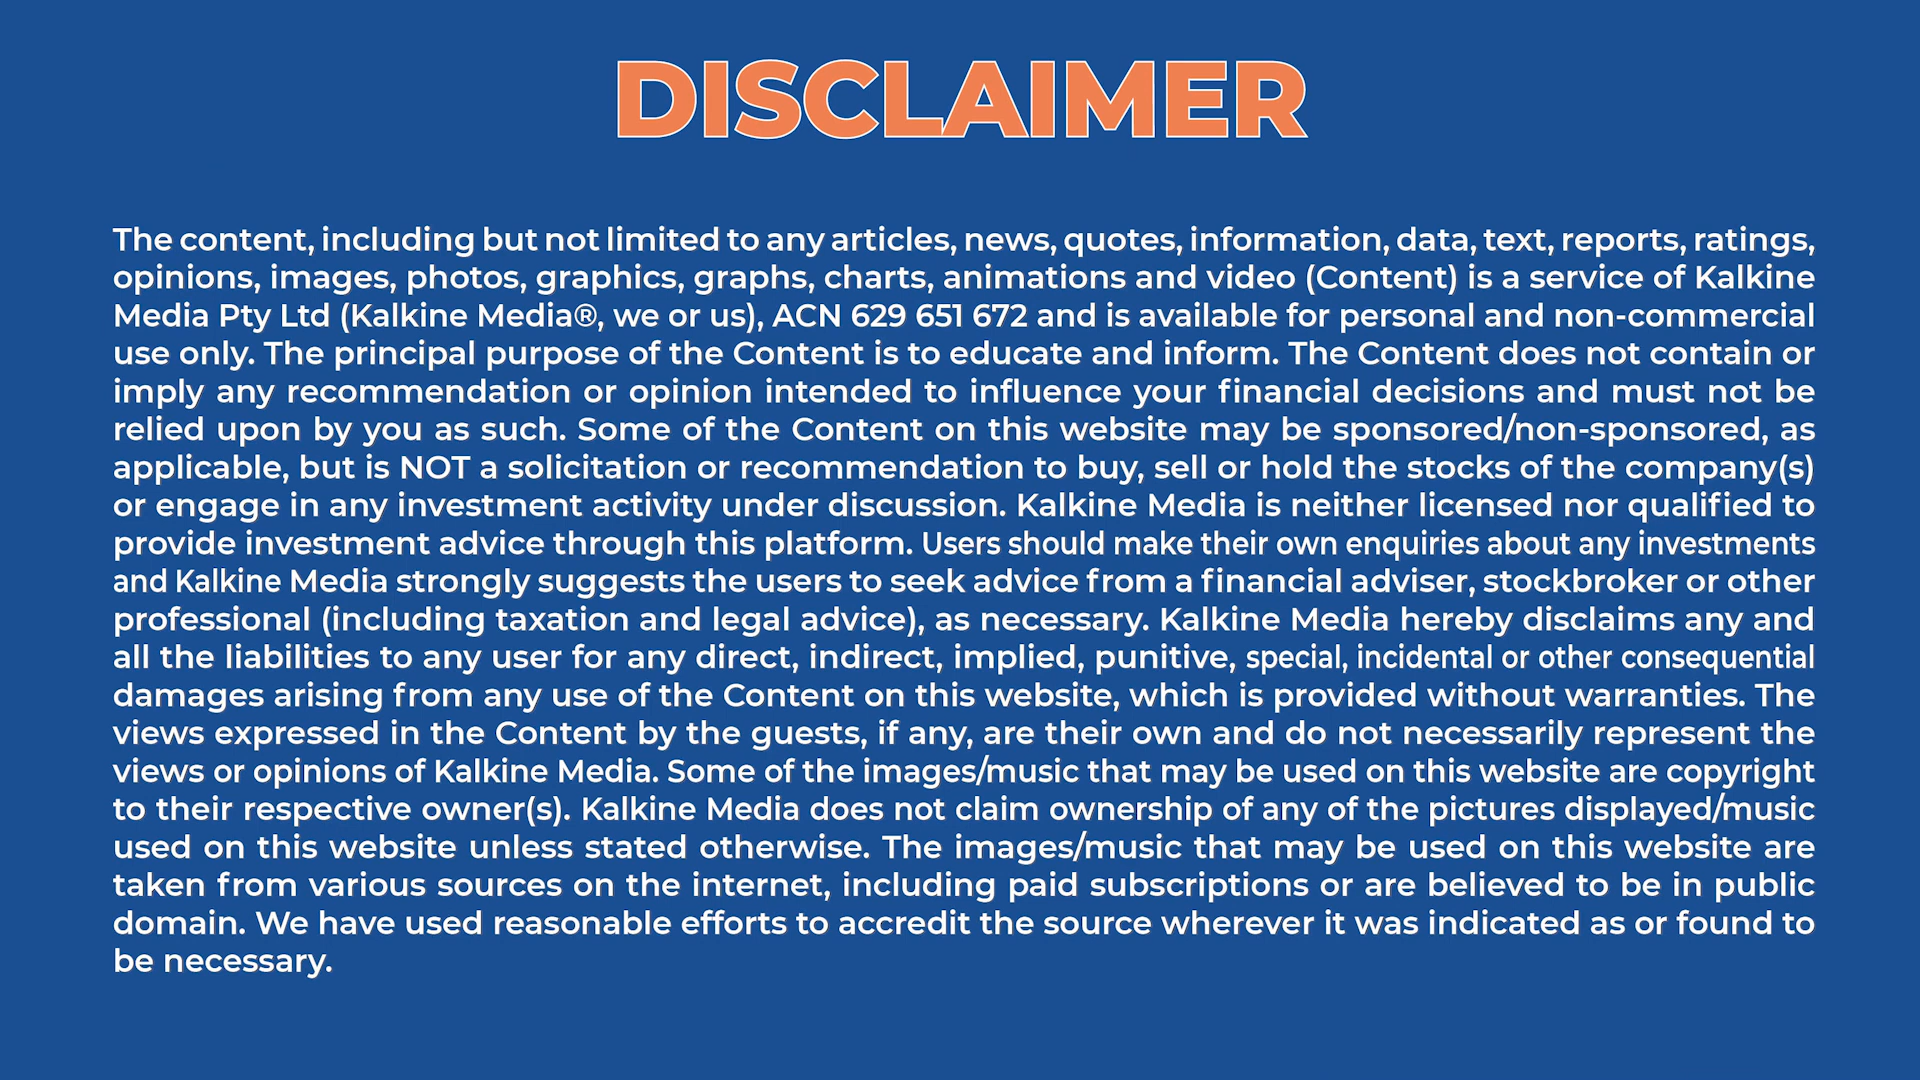 DISCLAIMER
The content, including but not limited to any articles, news, quotes, information, data, text, reports, ratings,
opinions, images, photos, graphics, graphs, charts, animations and video (Content) is a service of Kalkine
Media Pty Ltd (Kalkine Media®, we or us), ACN 629 651 672 and is available for personal and non-commercial
use only. The principal purpose of the Content is to educate and inform. The Content does not contain or
imply any recommendation or opinion intended to influence your financial decisions and must not be
relied upon by you as such. Some of the Content on this website may be sponsored/non-sponsored, as
applicable, but is NOT a solicitation or recommendation to buy, sell or hold the stocks of the company(s)
or engage in any investment activity under discussion. Kalkine Media is neither licensed nor qualified to
provide investment advice through this platform. Users should make their own enquiries about any investments
and Kalkine Media strongly suggests the users to seek advice from a financial adviser, stockbroker or other
professional (including taxation and legal advice), as necessary. Kalkine Media hereby disclaims any and
all the liabilities to any user for any direct, indirect, implied, punitive, special, incidental or other consequential
damages arising from any use of the Content on this website, which is provided without warranties. The
views expressed in the Content by the guests, if any, are their own and do not necessarily represent the
views or opinions of Kalkine Media. Some of the images/music that may be used on this website are copyright
to their respective owner(s). Kalkine Media does not claim ownership of any of the pictures displayed/music
used on this website unless stated otherwise. The images/music that may be used on this website are
taken from various sources on the internet, including paid subscriptions or are believed to be in public
domain. We have used reasonable efforts to accredit the source wherever it was indicated as or found to
be necessary.